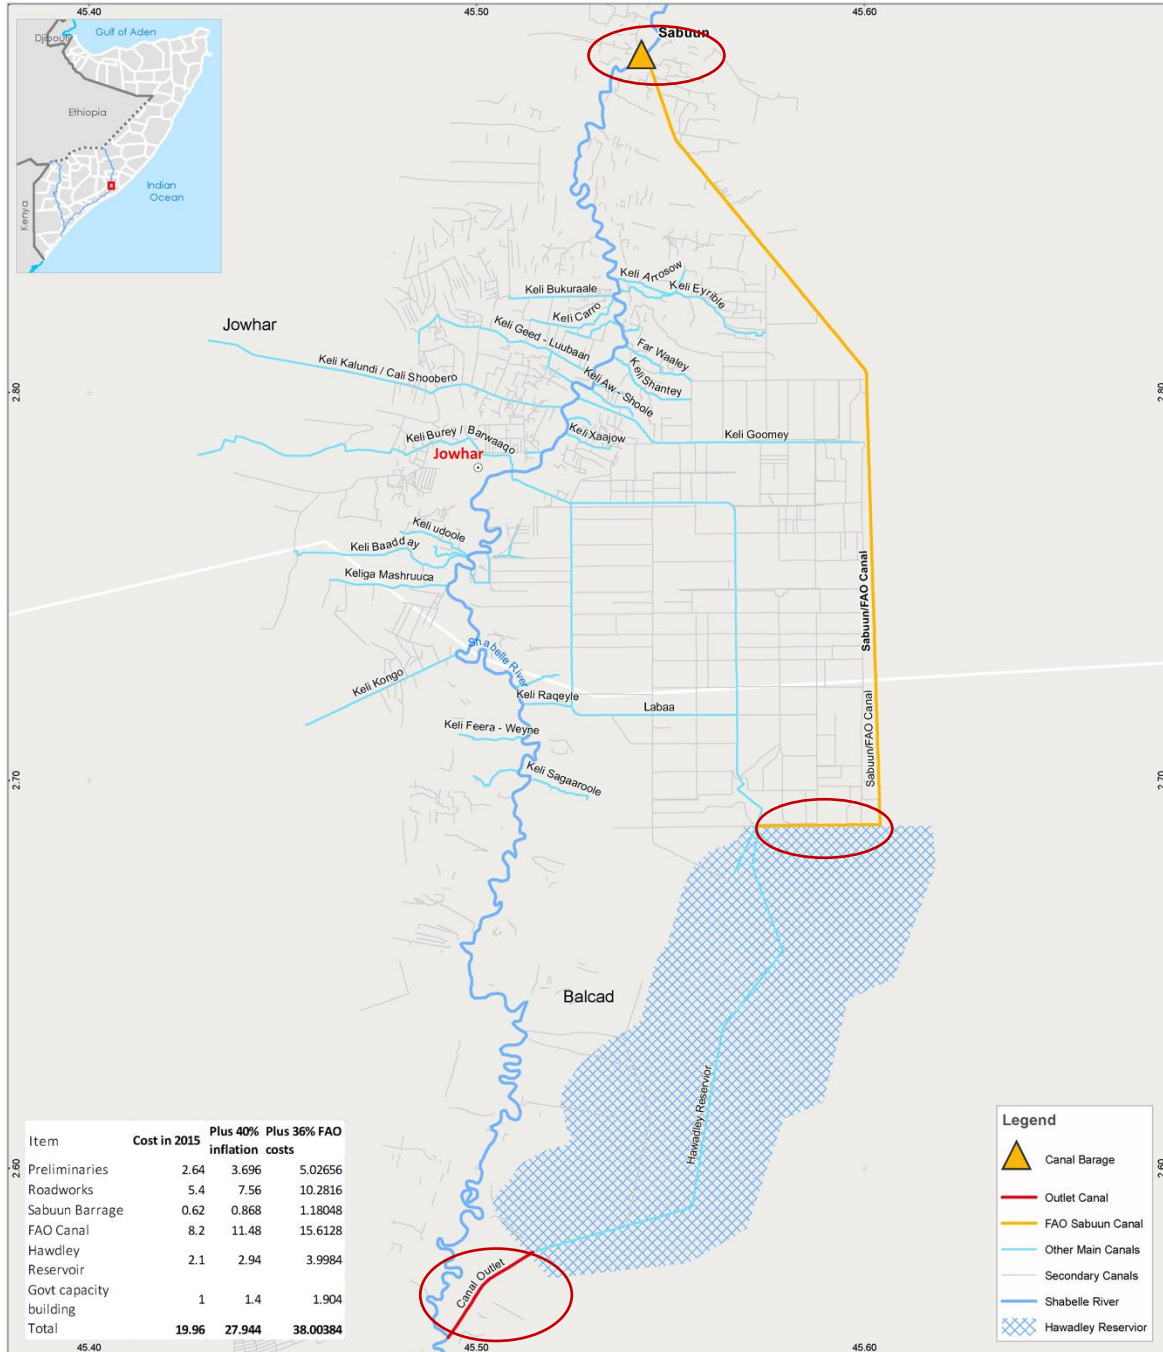 45.40
45.50
45.60
Djibouti
Gulf of Aden
Ethiopia
Indian
Ocean
Kenya
Sabuun
Keli Arrosow
Keli Bukuraale
Keli Eyrible
Keli Carro
Jowhar
Keli Geed - Luubaan
Far Waaley
Keli Kalundi / Cali Shoobero
Keli Shantey
Keli Aw - Shoole
2.80
2.80
Keli Burey / Barwaaqo
Keli Xaajow
Keli Goomey
Jowhar
Keli udoole
Keli Baadday
Keliga Mashruuca
Sabuun/FAO Canal
Shabelle River
Keli Kongo
Keli Raqeyle
Labaa
Sabuun/FAO Canal
Keli Feera - Weyne
Keli Sagaaroole
2.70
2.70
Balcad
Hawadley Reservior
Canal Outlet
2.60
2.60
Item Cost in 2015 Plus 40% inflation Plus 36% FAO costs
Preliminaries 2.64 3.696 5.02656
Roadworks 5.4 7.56 10.2816
Sabuun Barrage 0.62 0.868 1.18048
FAO Canal 8.2 11.48 15.6128
Hawdley Reservoir 2.1 2.94 3.9984
Govt capacity building 1 1.4 1.904
Total 19.96 27.944 38.00384
Legend
Canal Barage
Outlet Canal
FAO Sabuun Canal
Other Main Canals
Secondary Canals
Shabelle River
Hawadley Reservior
45.40
45.50
45.60